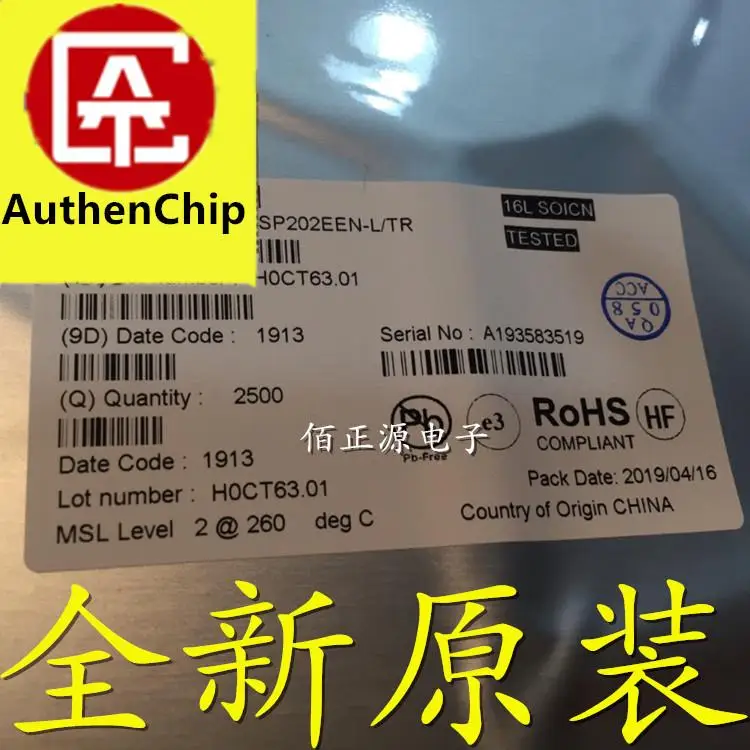 AT
AuthenChip
SP202EEN-L/TR
16L SOICN
TESTED
H0CT63.01
QA
058
ACC
(9D) Date Code : 1913
Serial No : A193583519
(Q) Quantity : 2500
Pb
Pb-Free
e3
RoHS
COMPLIANT
HF
佰正源电子
Date Code : 1913
Pack Date: 2019/04/16
Lot number : H0CT63.01
Country of Origin CHINA
MSL Level 2 @ 260 deg C
全新原装